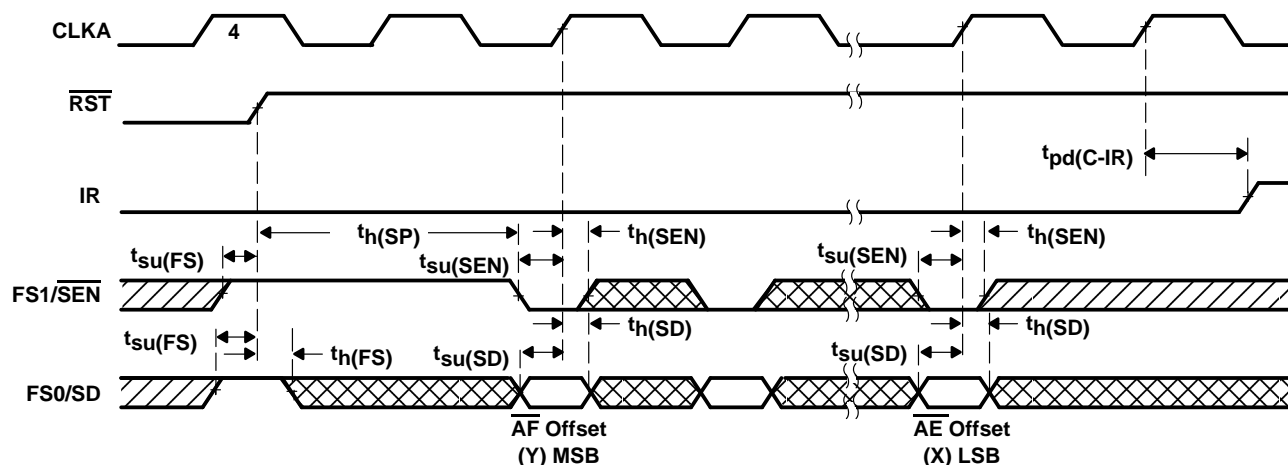 CLKA
4
RST
tpd(C-IR)
IR
th(SP)
th(SEN)
tsu(FS)
tsu(SEN)
tsu(SEN)
th(SEN)
FS1/SEN
tsu(FS)
th(FS)
tsu(SD)
th(SD)
tsu(SD)
th(SD)
FS0/SD
AF Offset
(Y) MSB
AE Offset
(X) LSB